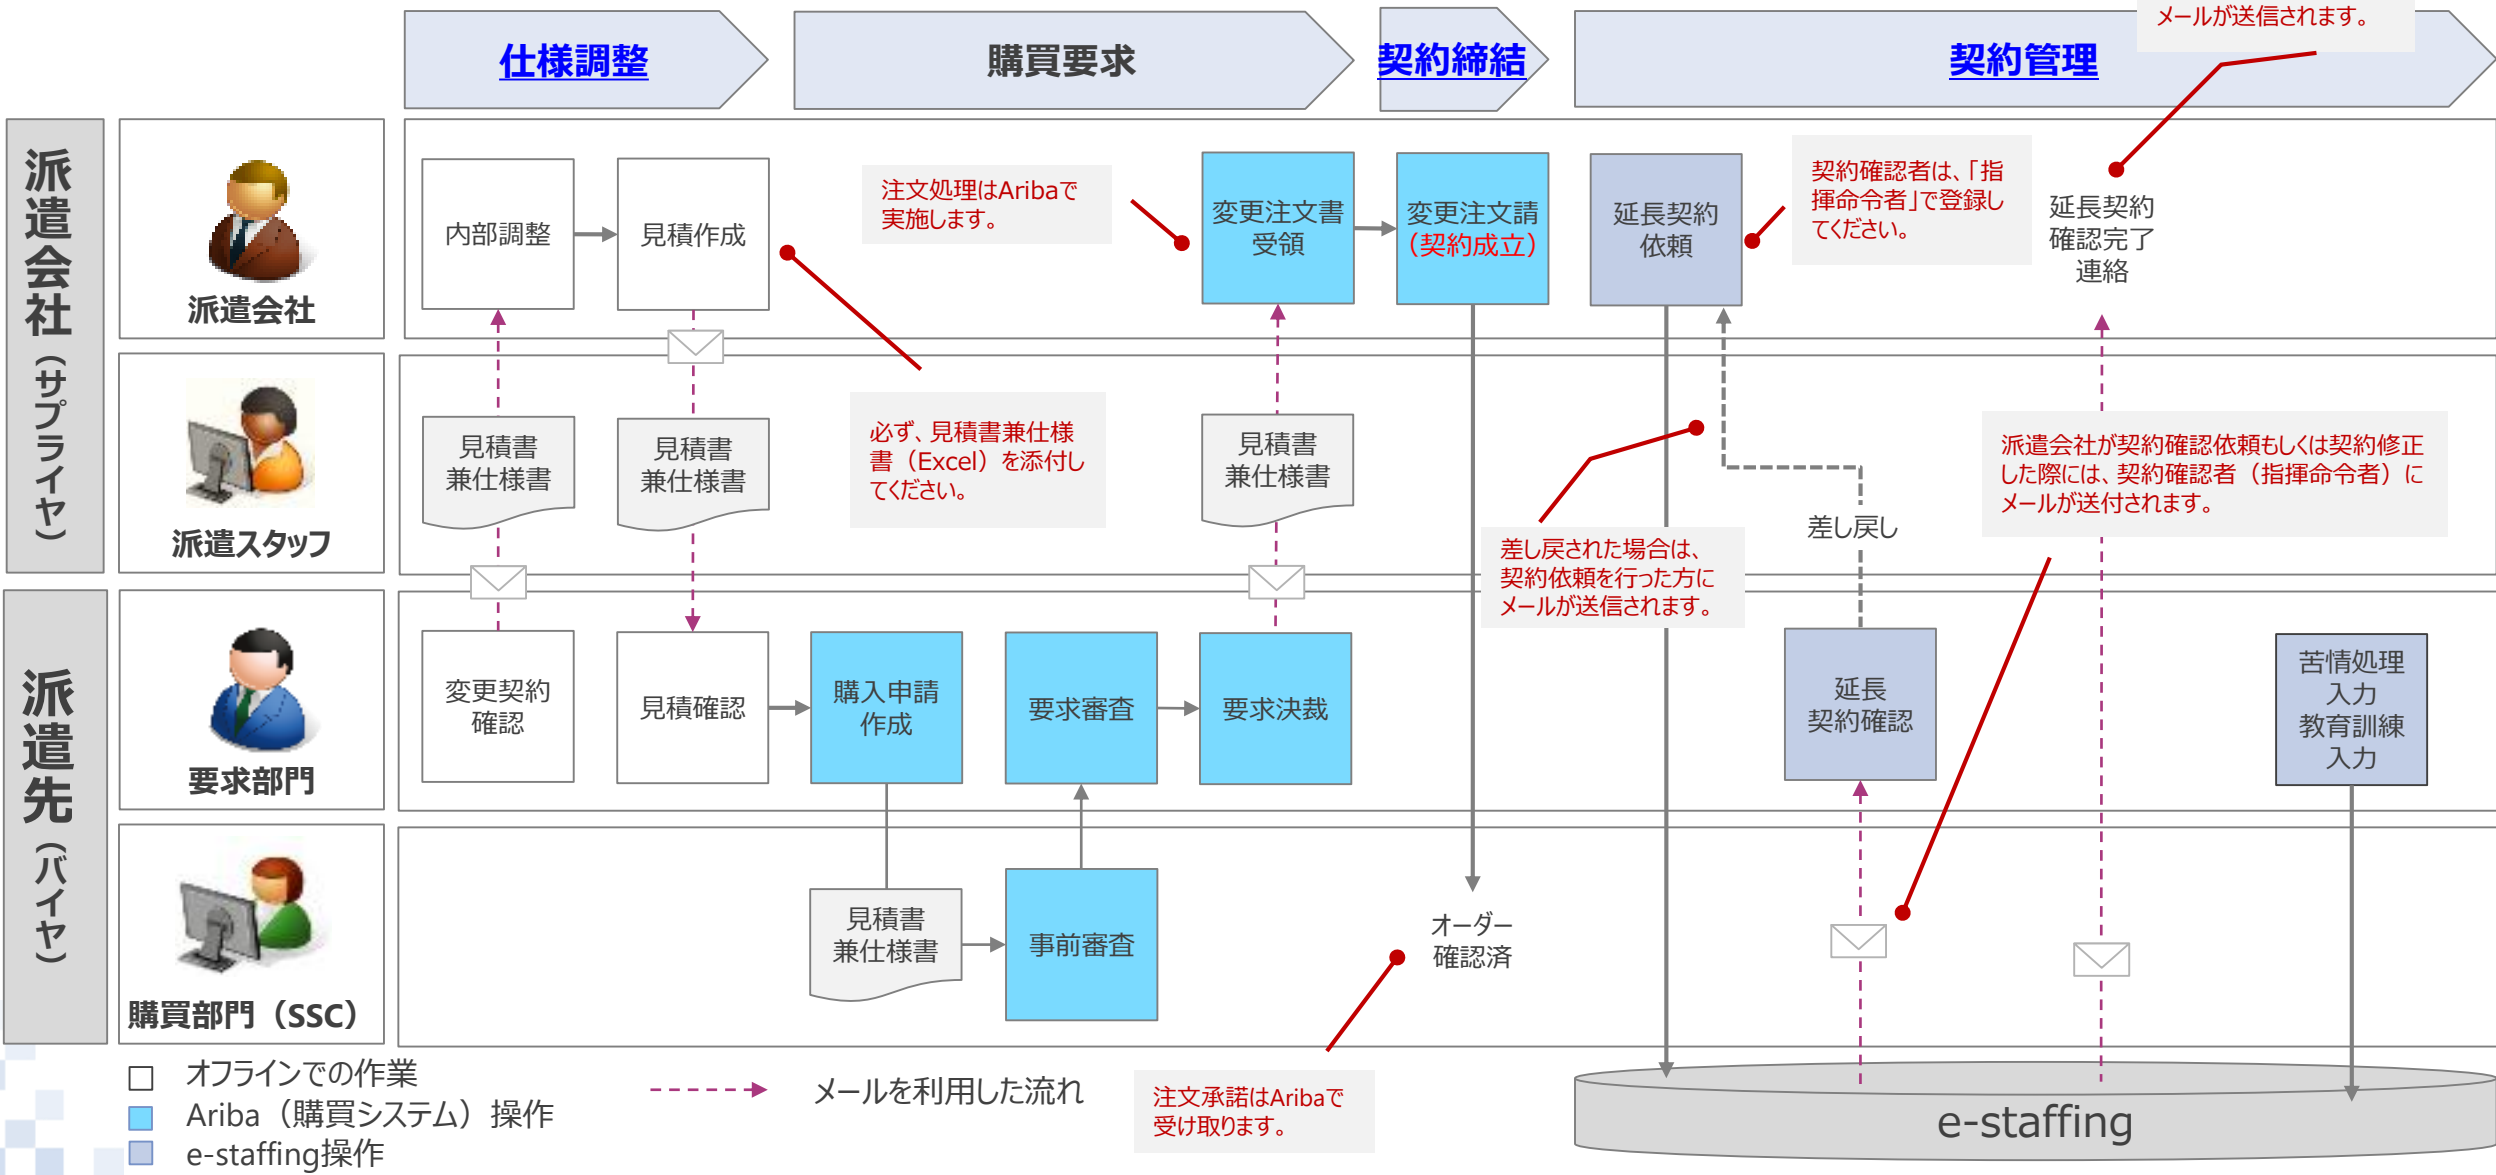 メールが送信されます。
仕様調整
購買要求
契約締結
契約管理
派遣会社（サプライヤ）
派遣会社
内部調整
見積作成
注文処理はAribaで
実施します。
変更注文書
受領
変更注文請
（契約成立）
延長契約
依頼
契約確認者は、「指
揮命令者」で登録し
てください。
延長契約
確認完了
連絡
派遣スタッフ
見積書
兼仕様書
見積書
兼仕様書
必ず、見積書兼仕様
書（Excel）を添付し
てください。
見積書
兼仕様書
差し戻された場合は、
契約依頼を行った方に
メールが送信されます。
差し戻し
派遣会社が契約確認依頼もしくは契約修正
した際には、契約確認者（指揮命令者）に
メールが送付されます。
派遣先（バイヤ）
要求部門
変更契約
確認
見積確認
購入申請
作成
要求審査
要求決裁
延長
契約確認
苦情処理
入力
教育訓練
入力
購買部門（SSC）
見積書
兼仕様書
事前審査
オーダー
確認済
オフラインでの作業
Ariba（購買システム）操作
e-staffing操作
メールを利用した流れ
注文承諾はAribaで
受け取ります。
e-staffing